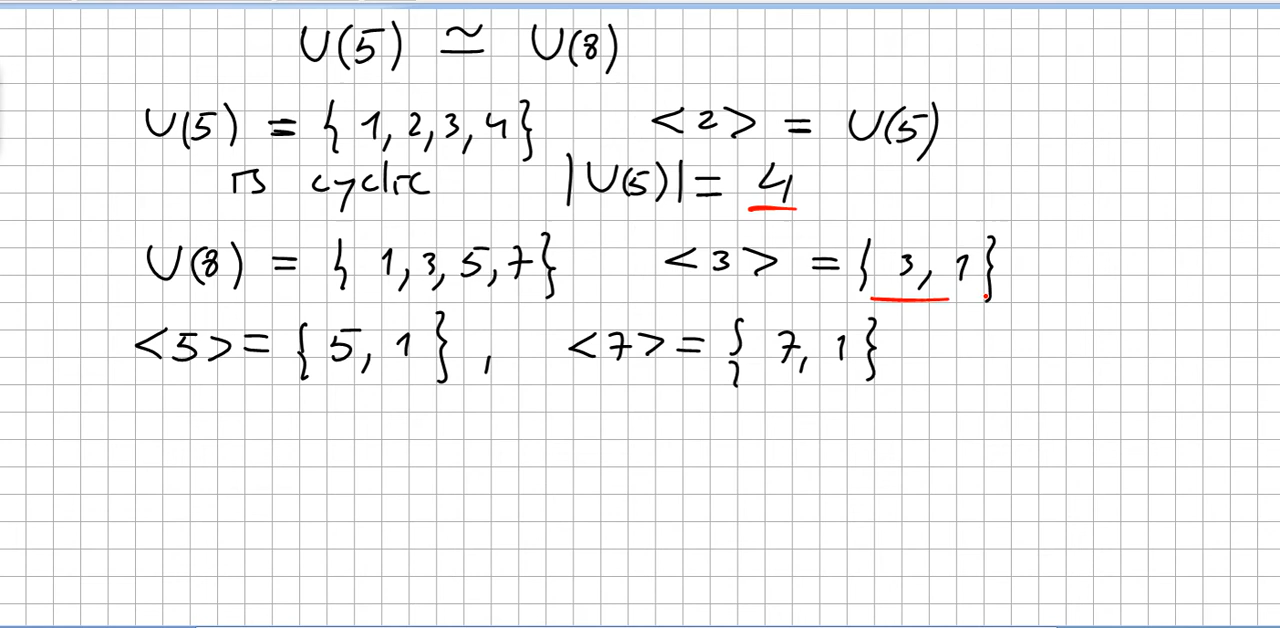 U(5) ≃ U(8)
U(5) = { 1, 2, 3, 4} <2> = U(5)
is cyclic |U(5)| = 4
U(8) = { 1, 3, 5, 7} <3> = { 3, 1}
<5> = { 5, 1 } , <7> = { 7, 1 }